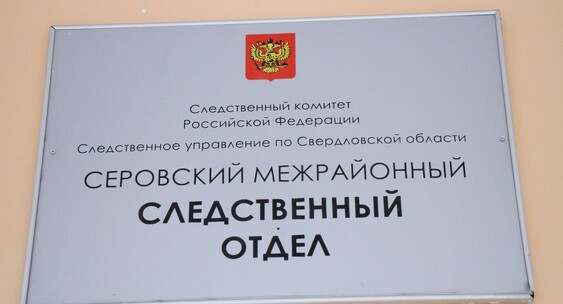 Следственный комитет
Российской Федерации
Следственное управление по Свердловской области
СЕРОВСКИЙ МЕЖРАЙОННЫЙ
СЛЕДСТВЕННЫЙ
ОТДЕЛ